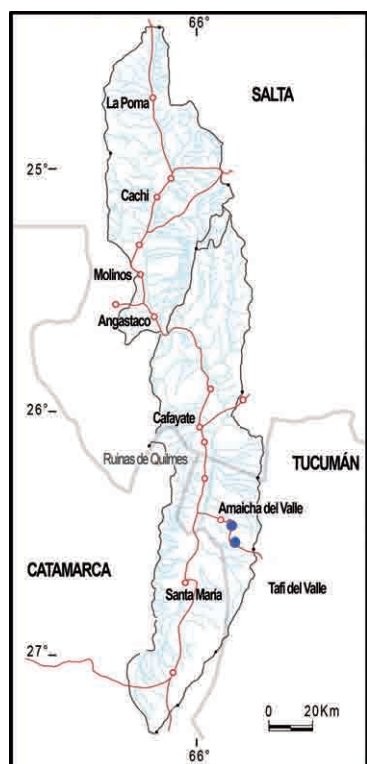 66°
SALTA
La Poma
25°
Cachi
Molinos
Angastaco
26°
Cafayate
Ruinas de Quilmes
TUCUMÁN
Amaicha del Valle
CATAMARCA
Santa María
Tafi del Valle
27°
0 20Km
66°